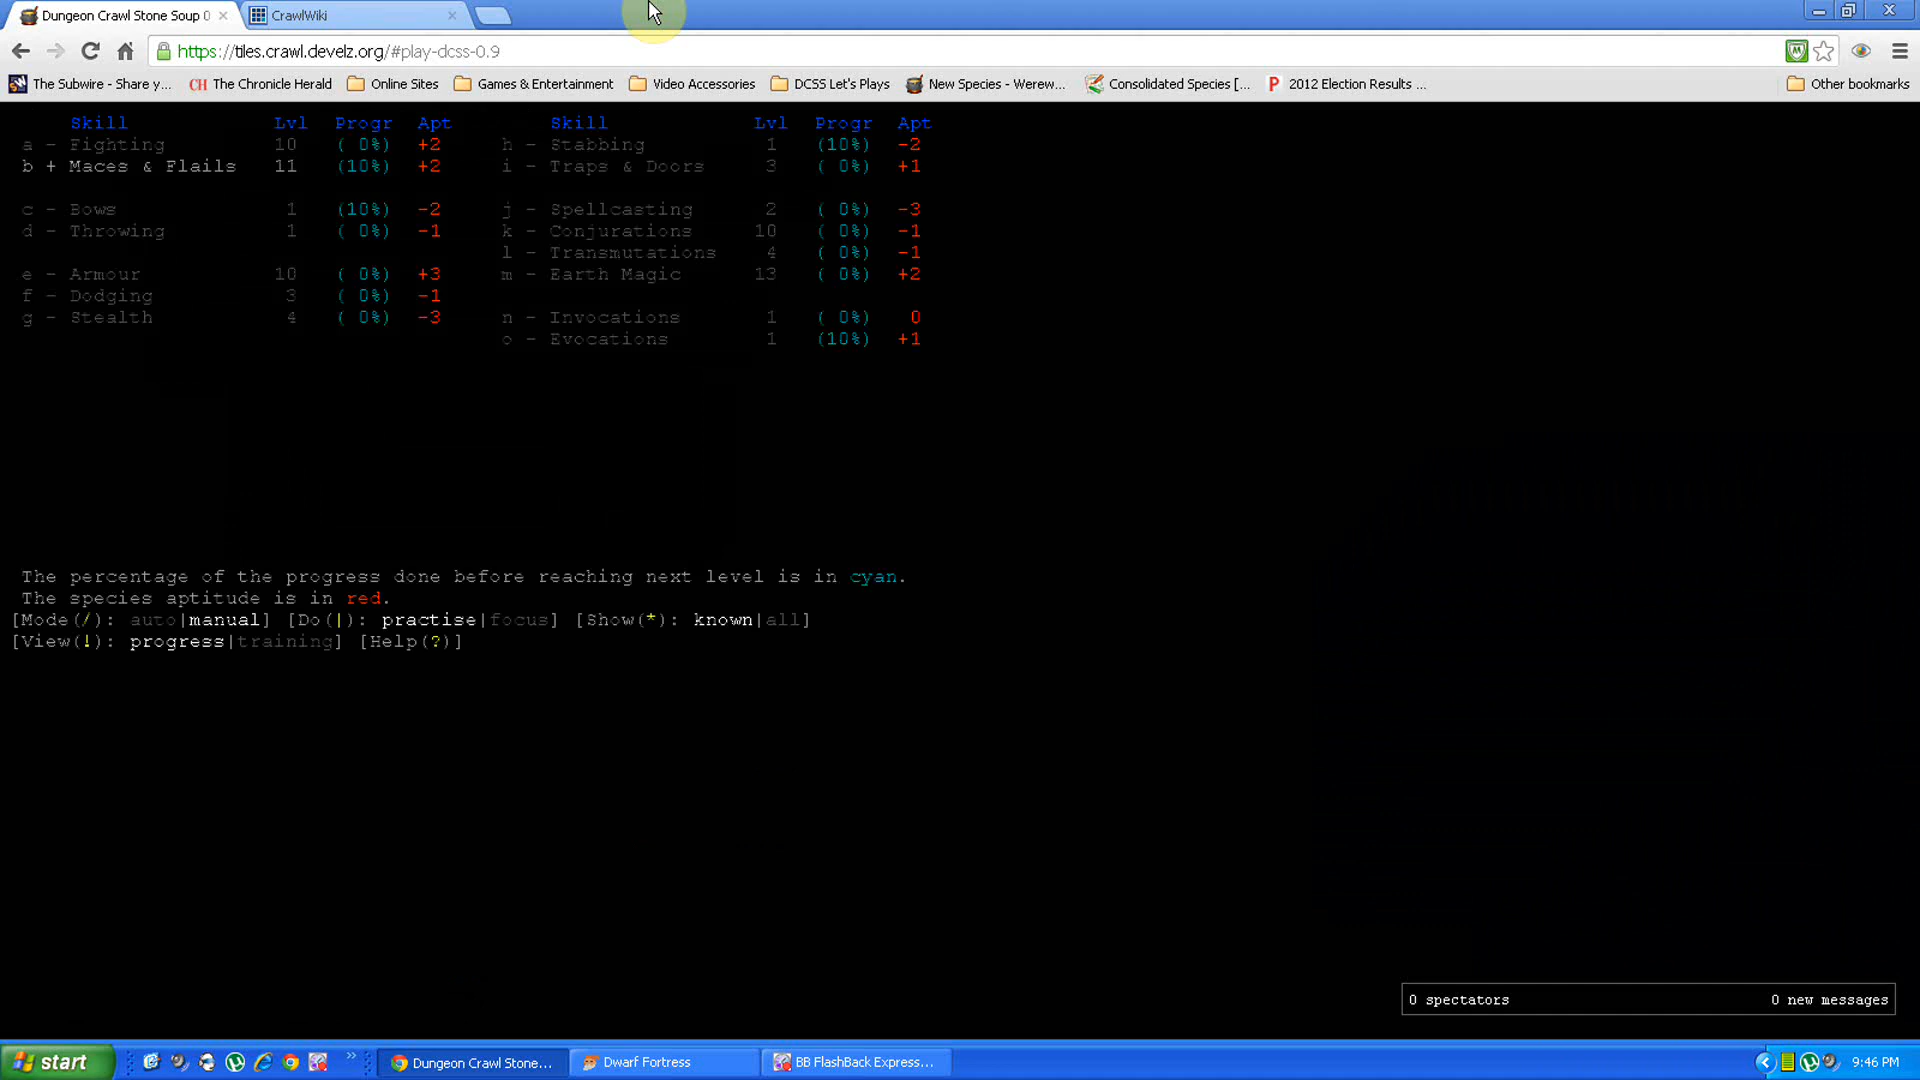 Dungeon Crawl Stone Soup 0
CrawlWiki
https://tiles.crawl.develz.org/#play-dcss-0.9
The Subwire - Share y...
CH The Chronicle Herald
Online Sites
Games & Entertainment
Video Accessories
DCSS Let's Plays
New Species - Werew...
Consolidated Species [...
P 2012 Election Results ...
Other bookmarks
Skill Lvl Progr Apt Skill Lvl Progr Apt
a - Fighting 10 ( 0%) +2 h - Stabbing 1 (10%) -2
b + Maces & Flails 11 (10%) +2 i - Traps & Doors 3 ( 0%) +1
c - Bows 1 (10%) -2 j - Spellcasting 2 ( 0%) -3
d - Throwing 1 ( 0%) -1 k - Conjurations 10 ( 0%) -1
l - Transmutations 4 ( 0%) -1
e - Armour 10 ( 0%) +3 m - Earth Magic 13 ( 0%) +2
f - Dodging 3 ( 0%) -1
g - Stealth 4 ( 0%) -3 n - Invocations 1 ( 0%) 0
o - Evocations 1 (10%) +1
The percentage of the progress done before reaching next level is in cyan.
The species aptitude is in red.
[Mode(/): auto|manual] [Do(|): practise|focus] [Show(*): known|all]
[View(!): progress|training] [Help(?)]
0 spectators 0 new messages
start
Dungeon Crawl Stone...
Dwarf Fortress
BB FlashBack Express...
9:46 PM